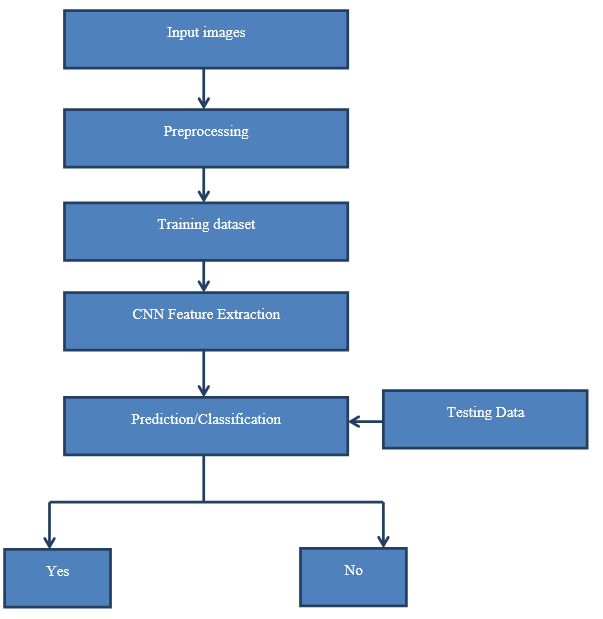 Input images
Preprocessing
Training dataset
CNN Feature Extraction
Prediction/Classification
Testing Data
Yes
No